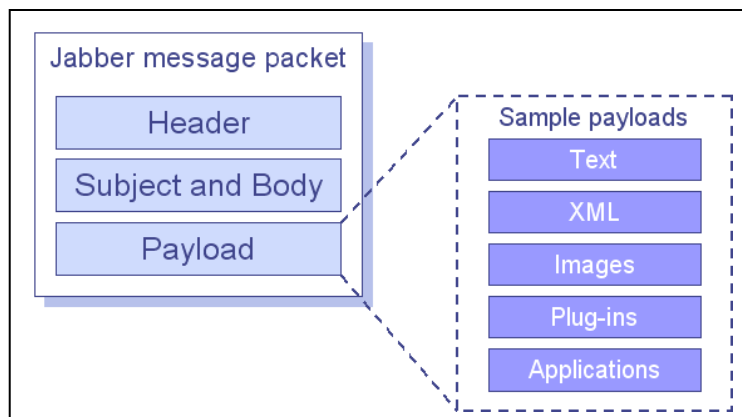 Jabber message packet
Header
Subject and Body
Payload
Sample payloads
Text
XML
Images
Plug-ins
Applications